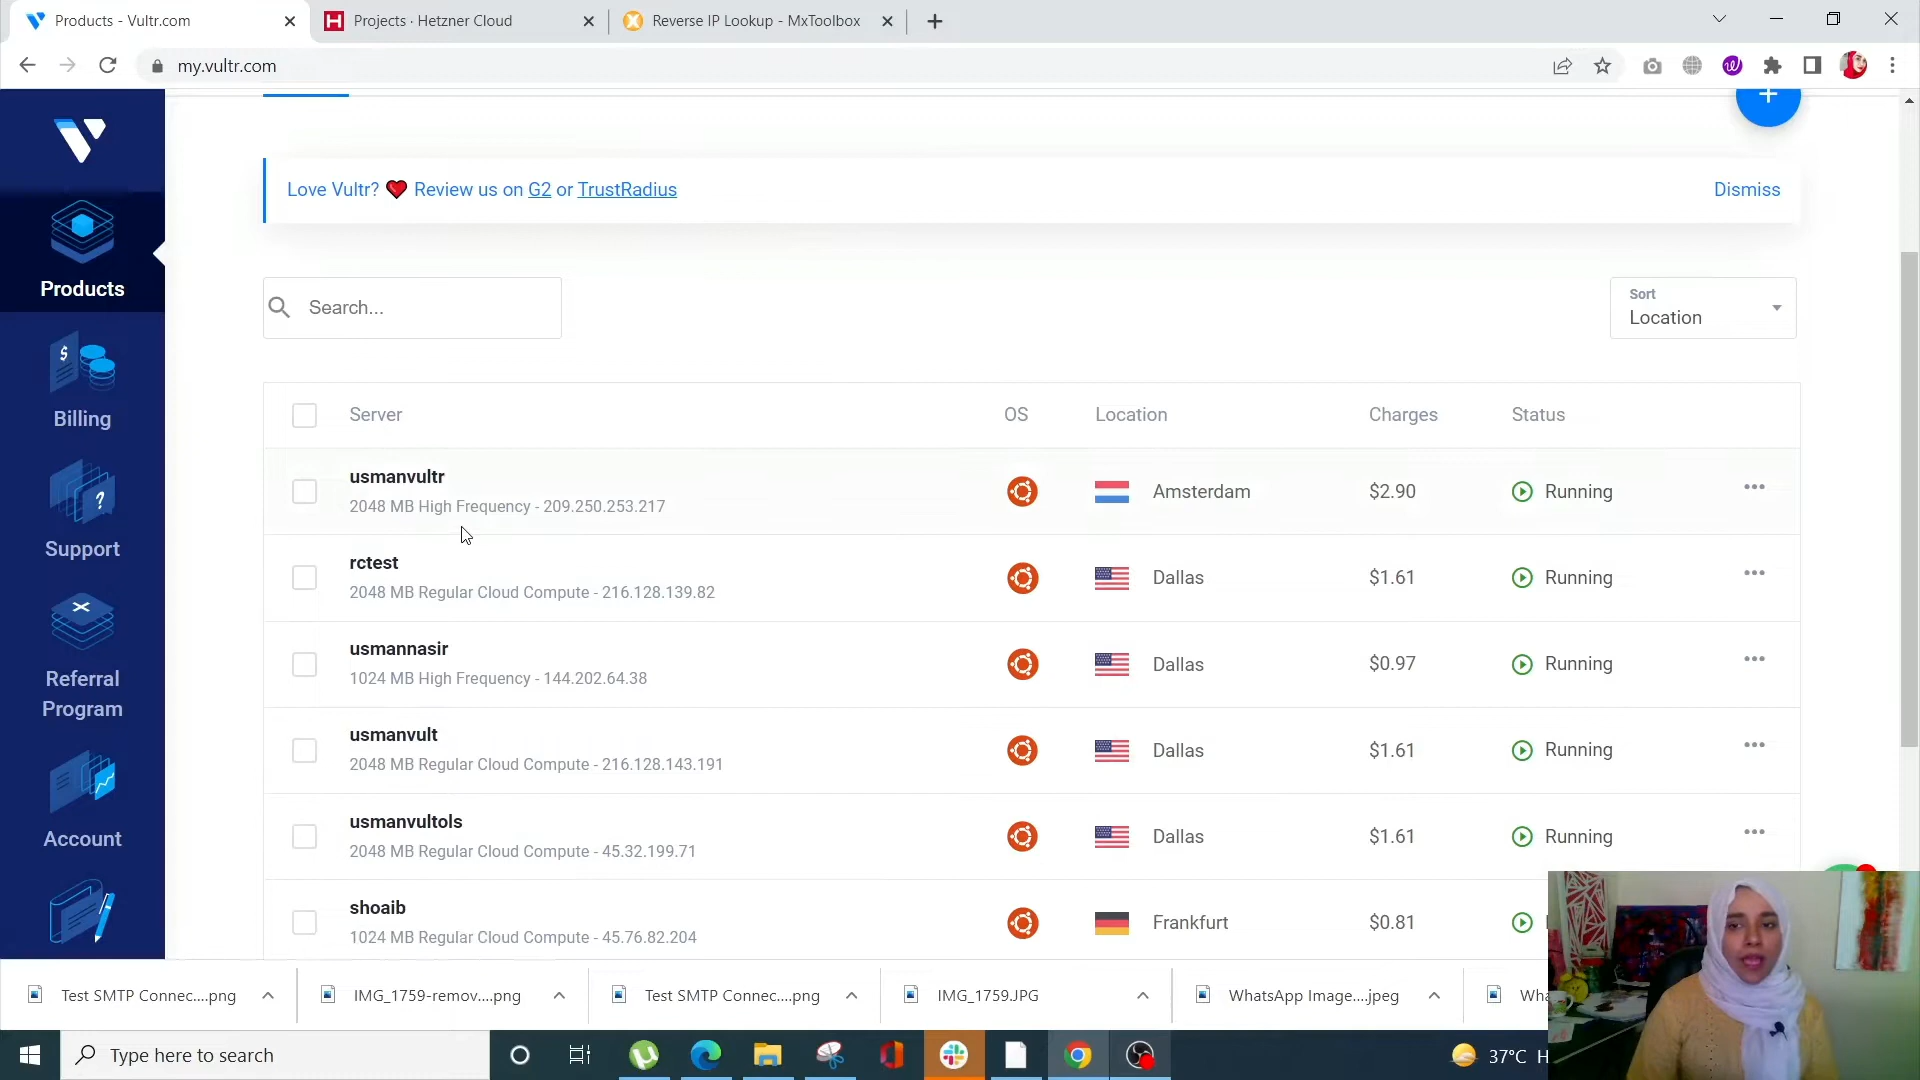 Products - Vultr.com
Projects · Hetzner Cloud
Reverse IP Lookup - MxToolbox
my.vultr.com
Love Vultr? ❤ Review us on G2 or TrustRadius
Dismiss
Products
Billing
Support
Referral
Program
Account
Search...
Sort
Location
Server OS Location Charges Status
usmanvultr
2048 MB High Frequency - 209.250.253.217
Amsterdam $2.90 Running
rctest
2048 MB Regular Cloud Compute - 216.128.139.82
Dallas $1.61 Running
usmannasir
1024 MB High Frequency - 144.202.64.38
Dallas $0.97 Running
usmanvult
2048 MB Regular Cloud Compute - 216.128.143.191
Dallas $1.61 Running
usmanvultols
2048 MB Regular Cloud Compute - 45.32.199.71
Dallas $1.61 Running
shoaib
1024 MB Regular Cloud Compute - 45.76.82.204
Frankfurt $0.81
Test SMTP Connec....png
IMG_1759-remov....png
Test SMTP Connec....png
IMG_1759.JPG
WhatsApp Image....jpeg
Type here to search
37°C